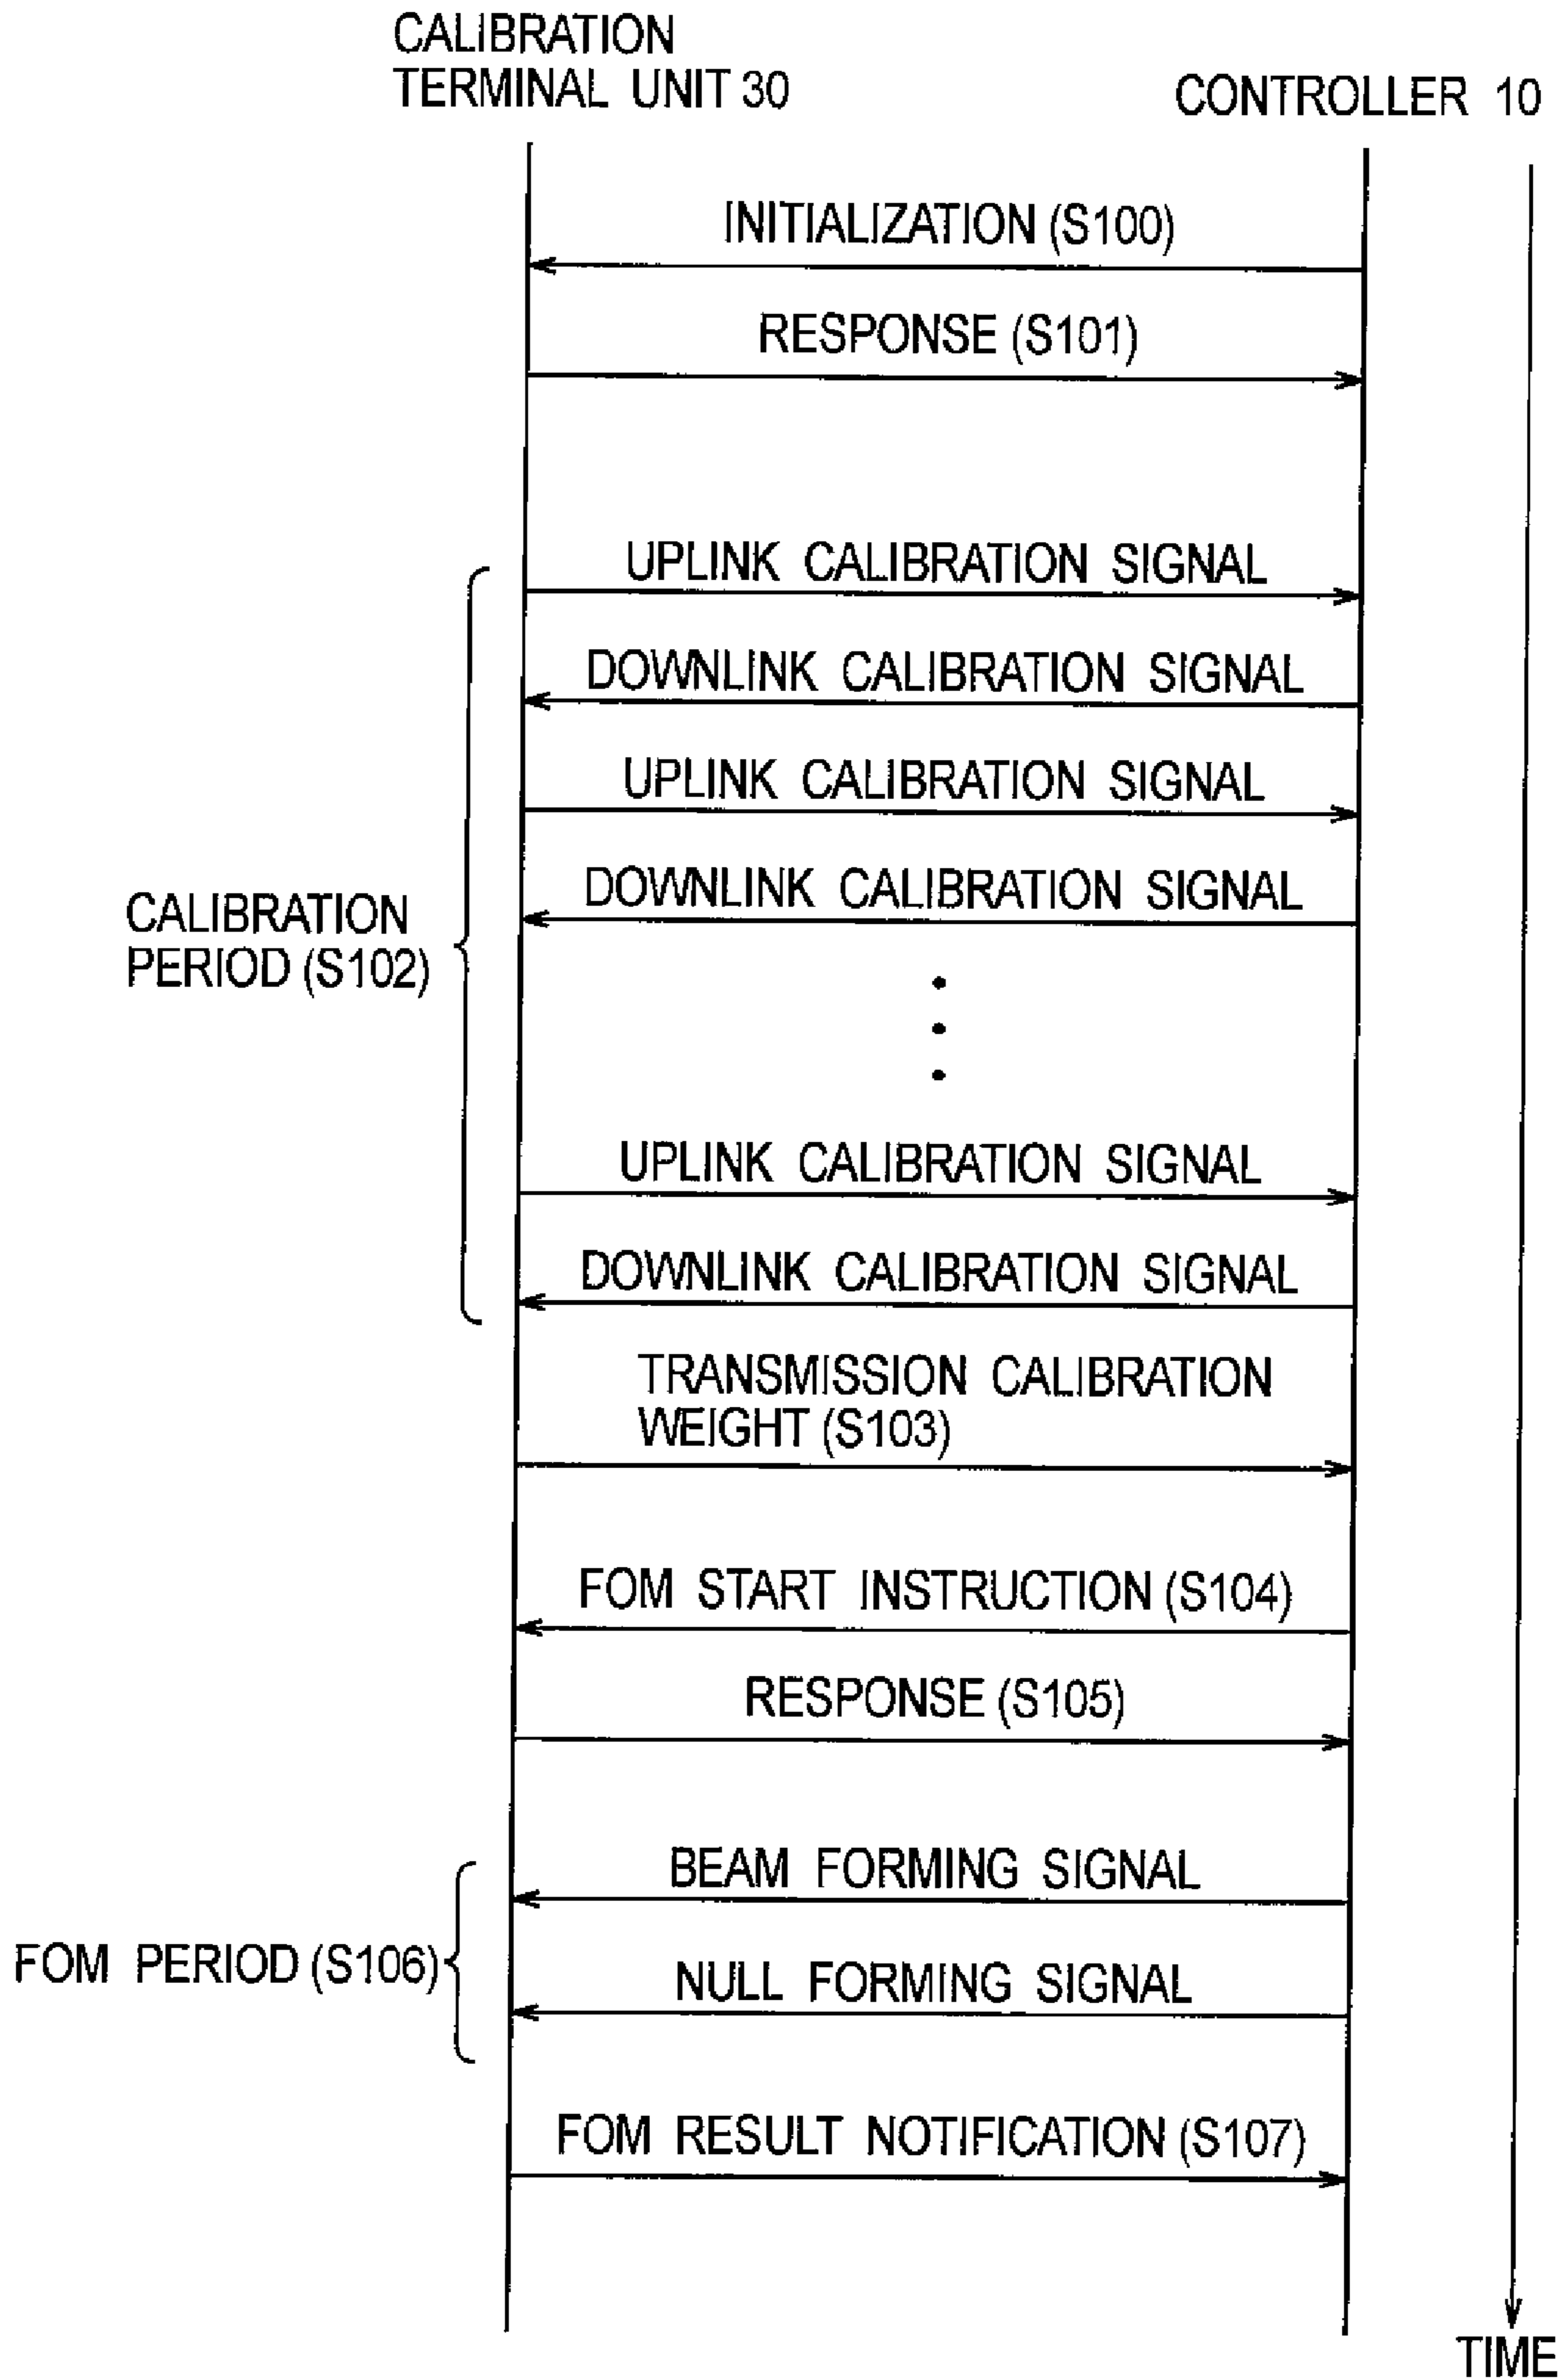 CALIBRATION
TERMINAL UNIT 30
CONTROLLER 10
INITIALIZATION (S100)
RESPONSE (S101)
UPLINK CALIBRATION SIGNAL
DOWNLINK CALIBRATION SIGNAL
UPLINK CALIBRATION SIGNAL
DOWNLINK CALIBRATION SIGNAL
CALIBRATION
PERIOD (S102)
UPLINK CALIBRATION SIGNAL
DOWNLINK CALIBRATION SIGNAL
TRANSMISSION CALIBRATION
WEIGHT (S103)
FOM START INSTRUCTION (S104)
RESPONSE (S105)
BEAM FORMING SIGNAL
FOM PERIOD (S106)
NULL FORMING SIGNAL
FOM RESULT NOTIFICATION (S107)
TIME